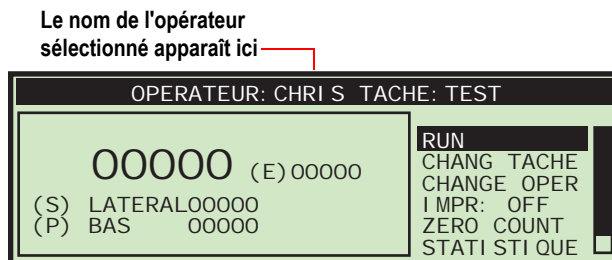 Le nom de l'opérateur
sélectionné apparaît ici
OPERATEUR: CHRIS TACHE: TEST
00000 (E) 00000
(S) LATERAL00000
(P) BAS 00000
RUN
CHANG TACHE
CHANGE OPER
IMPR: OFF
ZERO COUNT
STATISTIQUE